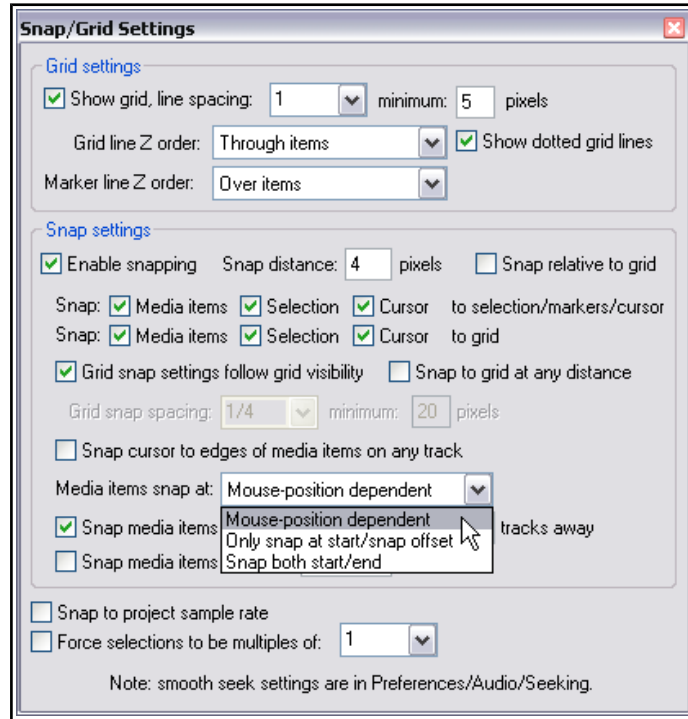 Snap/Grid Settings
Grid settings
Show grid, line spacing: 1 minimum: 5 pixels
Grid line Z order: Through items Show dotted grid lines
Marker line Z order: Over items
Snap settings
Enable snapping Snap distance: 4 pixels Snap relative to grid
Snap: Media items Selection Cursor to selection/markers/cursor
Snap: Media items Selection Cursor to grid
Grid snap settings follow grid visibility Snap to grid at any distance
Grid snap spacing: 1/4 minimum: 20 pixels
Snap cursor to edges of media items on any track
Media items snap at: Mouse-position dependent
Mouse-position dependent
Snap media items tracks away
Only snap at start/snap offset
Snap media items Snap both start/end
Snap to project sample rate
Force selections to be multiples of: 1
Note: smooth seek settings are in Preferences/Audio/Seeking.